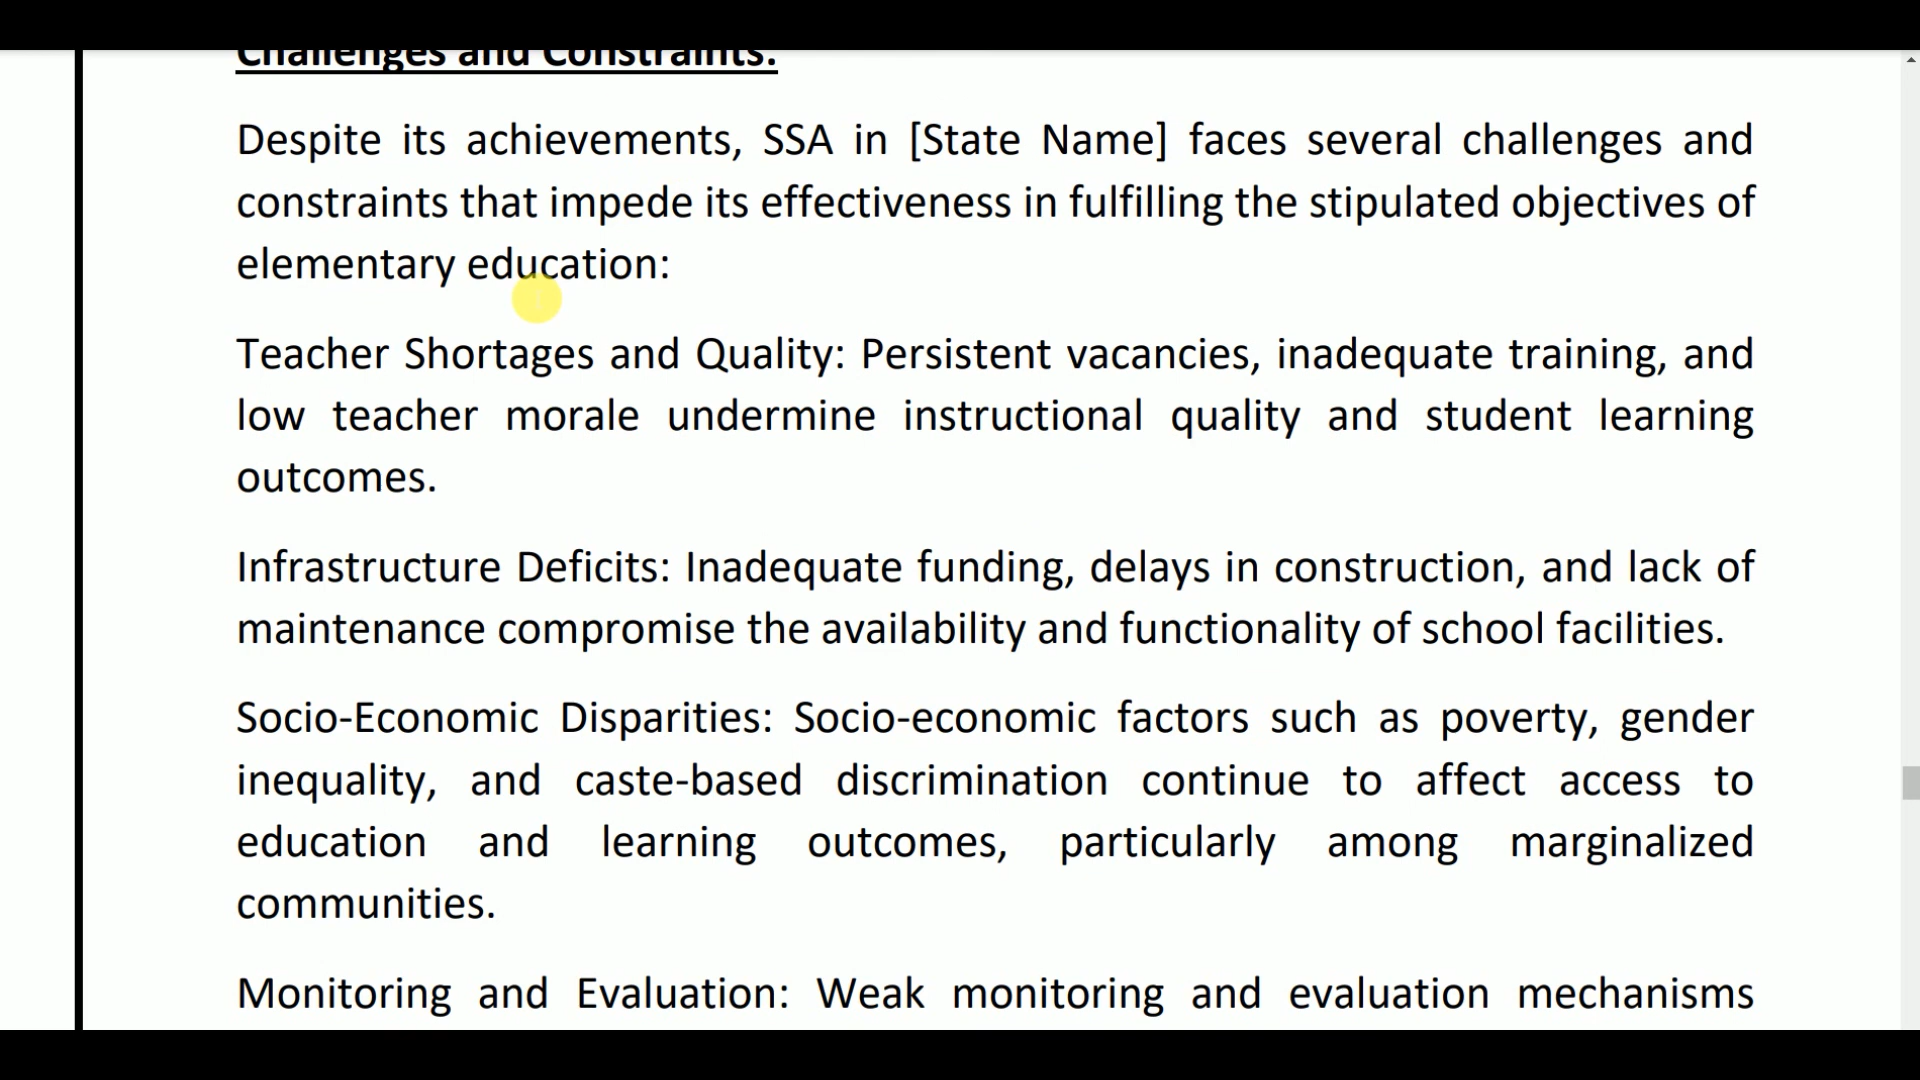 Challenges and Constraints:
Despite its achievements, SSA in [State Name] faces several challenges and
constraints that impede its effectiveness in fulfilling the stipulated objectives of
elementary education:
Teacher Shortages and Quality: Persistent vacancies, inadequate training, and
low teacher morale undermine instructional quality and student learning
outcomes.
Infrastructure Deficits: Inadequate funding, delays in construction, and lack of
maintenance compromise the availability and functionality of school facilities.
Socio-Economic Disparities: Socio-economic factors such as poverty, gender
inequality, and caste-based discrimination continue to affect access to
education and learning outcomes, particularly among marginalized
communities.
Monitoring and Evaluation: Weak monitoring and evaluation mechanisms